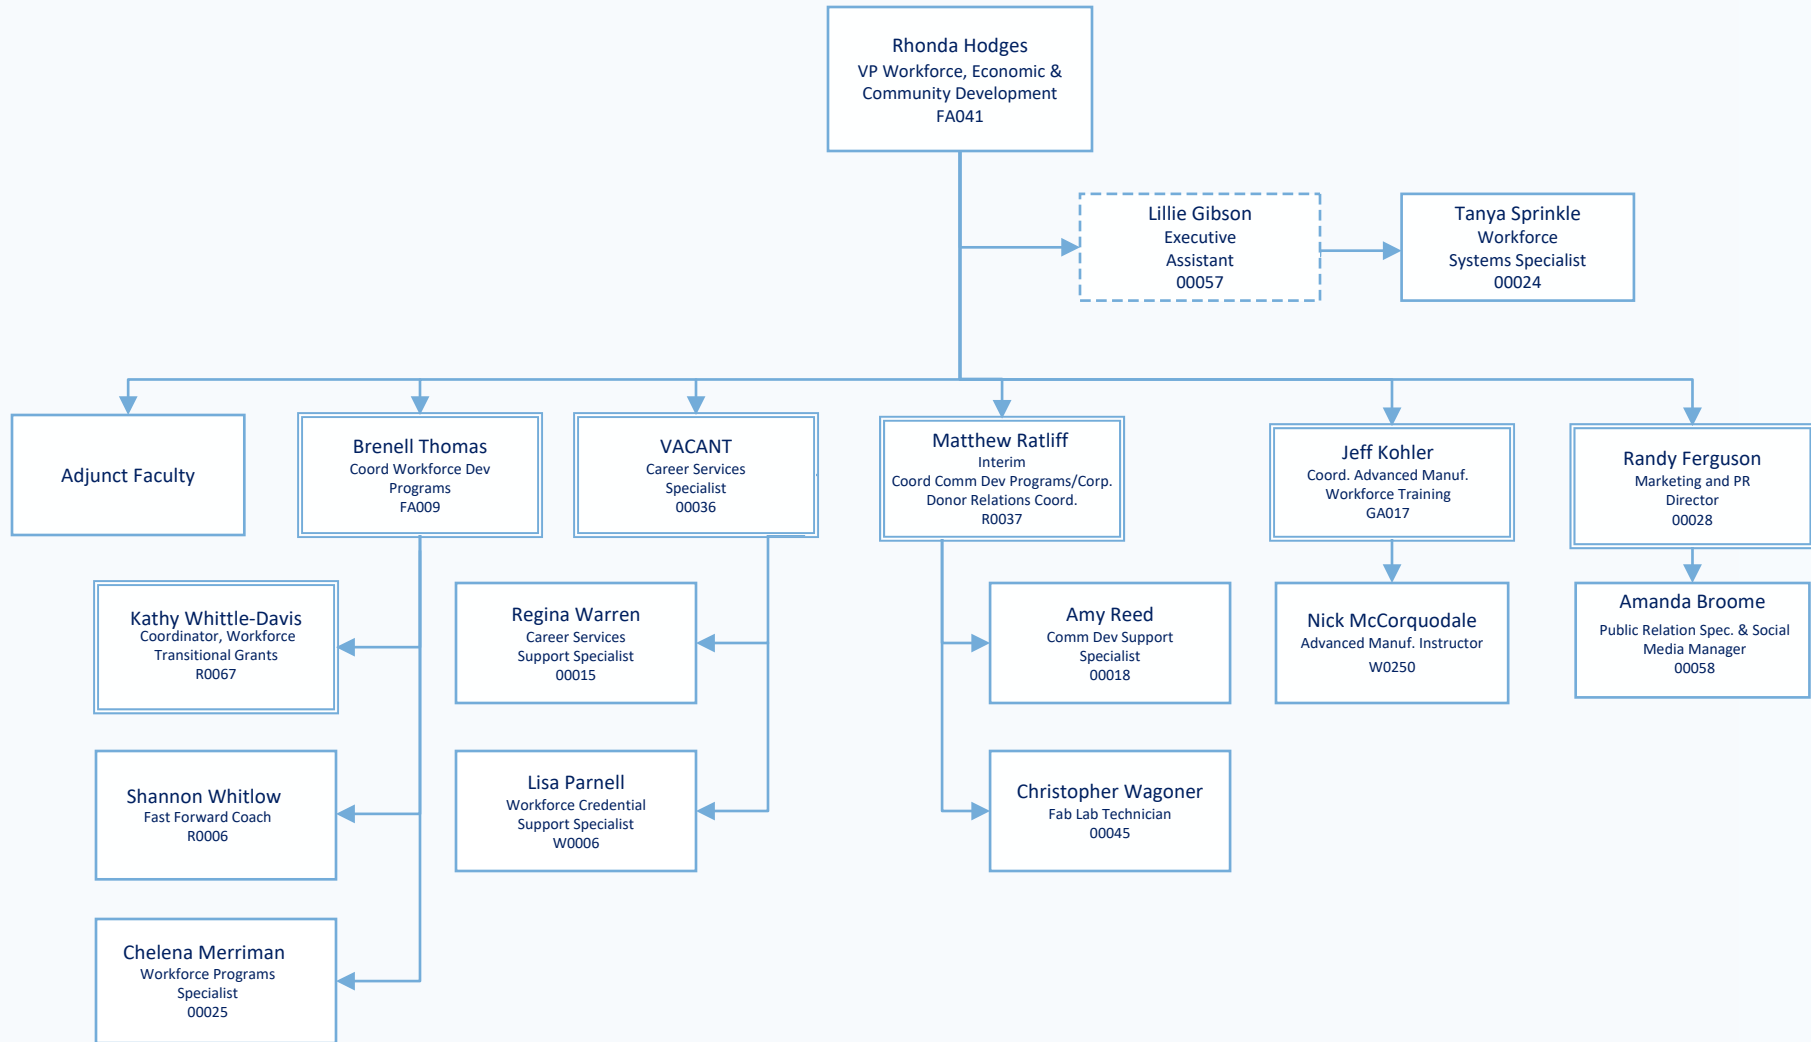 Rhonda Hodges
VP Workforce, Economic &
Community Development
FA041
Lillie Gibson
Executive
Assistant
00057
Tanya Sprinkle
Workforce
Systems Specialist
00024
Adjunct Faculty
Brenell Thomas
Coord Workforce Dev
Programs
FA009
VACANT
Career Services
Specialist
00036
Matthew Ratliff
Interim
Coord Comm Dev Programs/Corp.
Donor Relations Coord.
R0037
Jeff Kohler
Coord. Advanced Manuf.
Workforce Training
GA017
Randy Ferguson
Marketing and PR
Director
00028
Kathy Whittle-Davis
Coordinator, Workforce
Transitional Grants
R0067
Regina Warren
Career Services
Support Specialist
00015
Amy Reed
Comm Dev Support
Specialist
00018
Nick McCorquodale
Advanced Manuf. Instructor
W0250
Amanda Broome
Public Relation Spec. & Social
Media Manager
00058
Shannon Whitlow
Fast Forward Coach
R0006
Lisa Parnell
Workforce Credential
Support Specialist
W0006
Christopher Wagoner
Fab Lab Technician
00045
Chelena Merriman
Workforce Programs
Specialist
00025